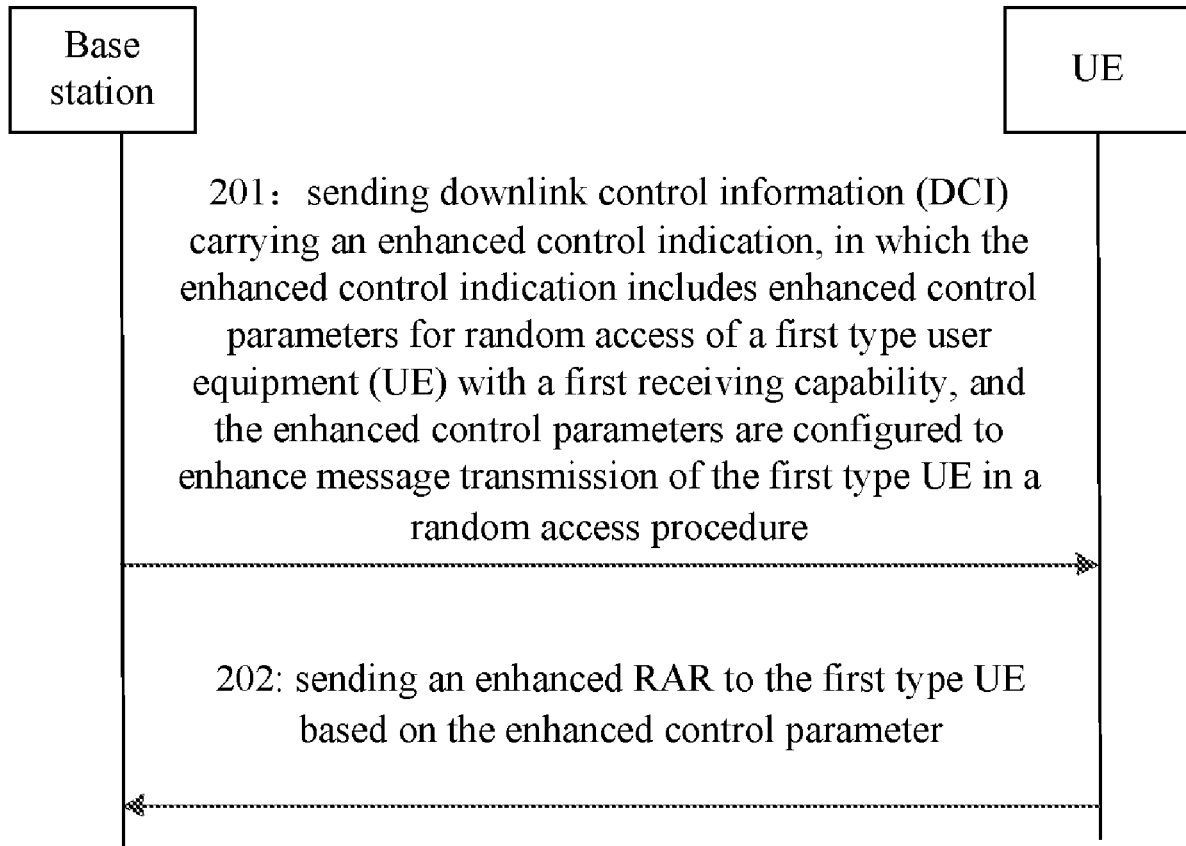 Base
station
UE
201：sending downlink control information (DCI)
carrying an enhanced control indication, in which the
enhanced control indication includes enhanced control
parameters for random access of a first type user
equipment (UE) with a first receiving capability, and
the enhanced control parameters are configured to
enhance message transmission of the first type UE in a
random access procedure
202: sending an enhanced RAR to the first type UE
based on the enhanced control parameter